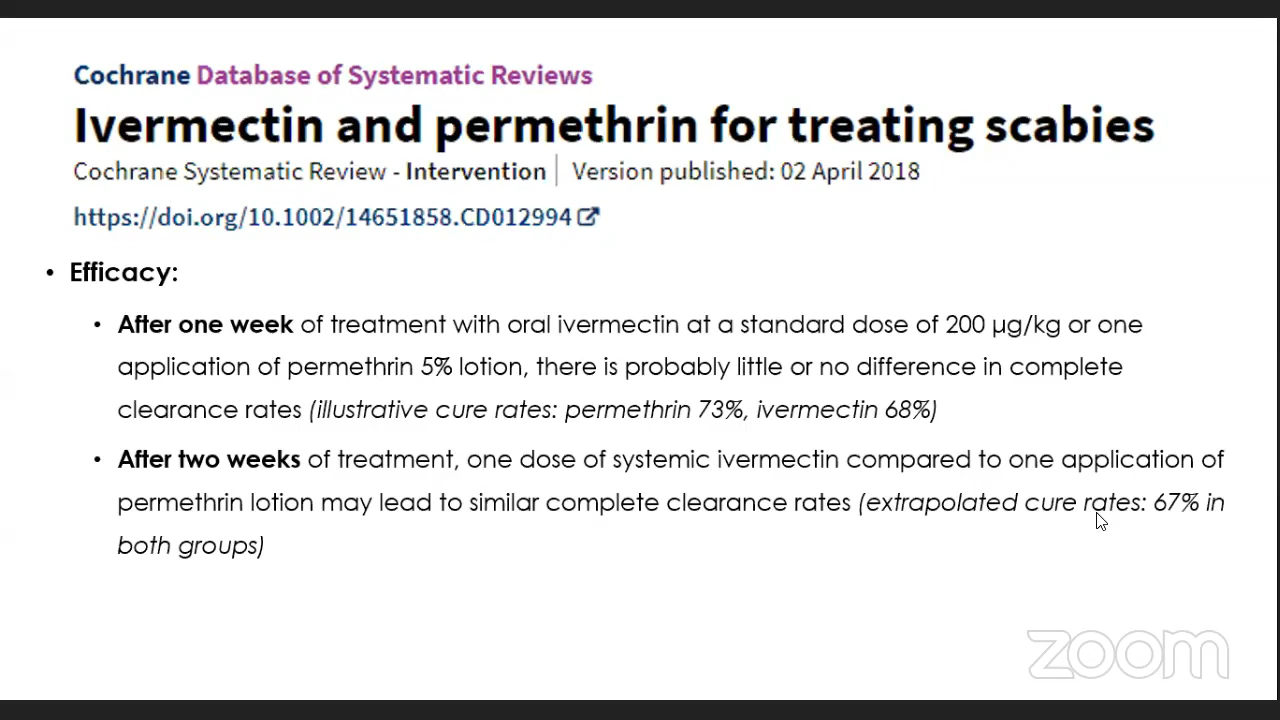 Cochrane Database of Systematic Reviews
Ivermectin and permethrin for treating scabies
Cochrane Systematic Review - Intervention | Version published: 02 April 2018
https://doi.org/10.1002/14651858.CD012994
• Efficacy:
• After one week of treatment with oral ivermectin at a standard dose of 200 µg/kg or one
application of permethrin 5% lotion, there is probably little or no difference in complete
clearance rates (illustrative cure rates: permethrin 73%, ivermectin 68%)
• After two weeks of treatment, one dose of systemic ivermectin compared to one application of
permethrin lotion may lead to similar complete clearance rates (extrapolated cure rates: 67% in
both groups)
zoom